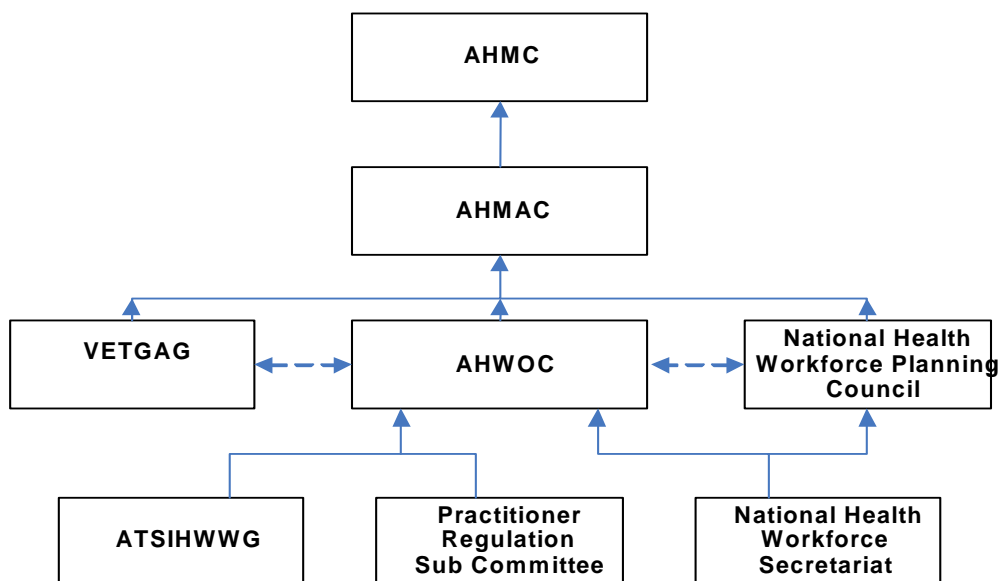 AHMC
AHMAC
VETGAG
AHWOC
National Health
Workforce Planning
Council
ATSIHWWG
Practitioner
Regulation
Sub Committee
National Health
Workforce
Secretariat